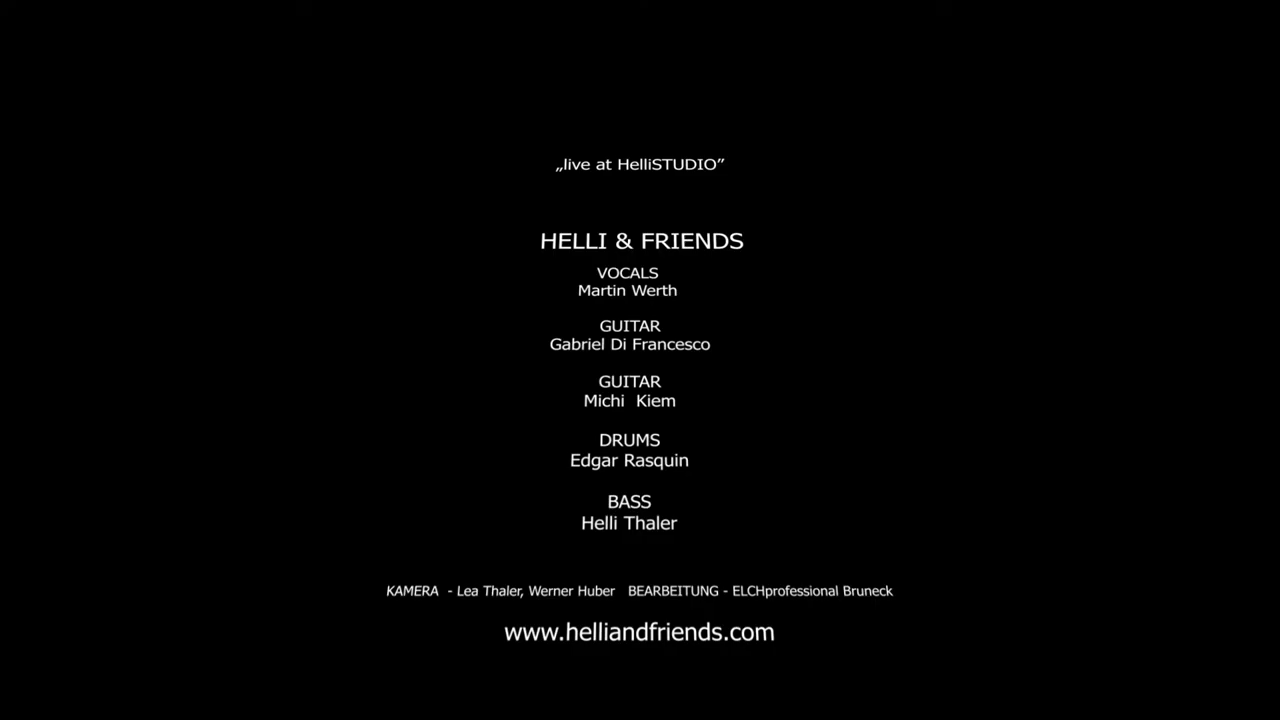 „live at HelliSTUDIO”
HELLI & FRIENDS
VOCALS
Martin Werth
GUITAR
Gabriel Di Francesco
GUITAR
Michi  Kiem
DRUMS
Edgar Rasquin
BASS
Helli Thaler
KAMERA  - Lea Thaler, Werner Huber   BEARBEITUNG - ELCHprofessional Bruneck
www.helliandfriends.com